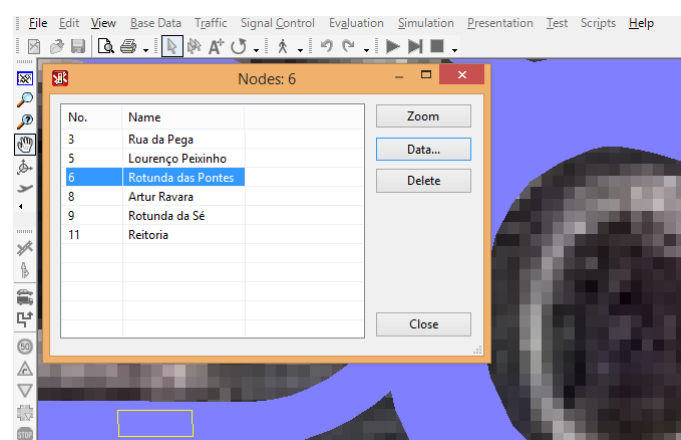 File Edit View Base Data Traffic Signal Control Evaluation Simulation Presentation Test Scripts Help
Nodes: 6
No. Name
3 Rua da Pega
5 Lourenço Peixinho
6 Rotunda das Pontes
8 Artur Ravara
9 Rotunda da Sé
11 Reitoria
Zoom
Data...
Delete
Close
50
STOP